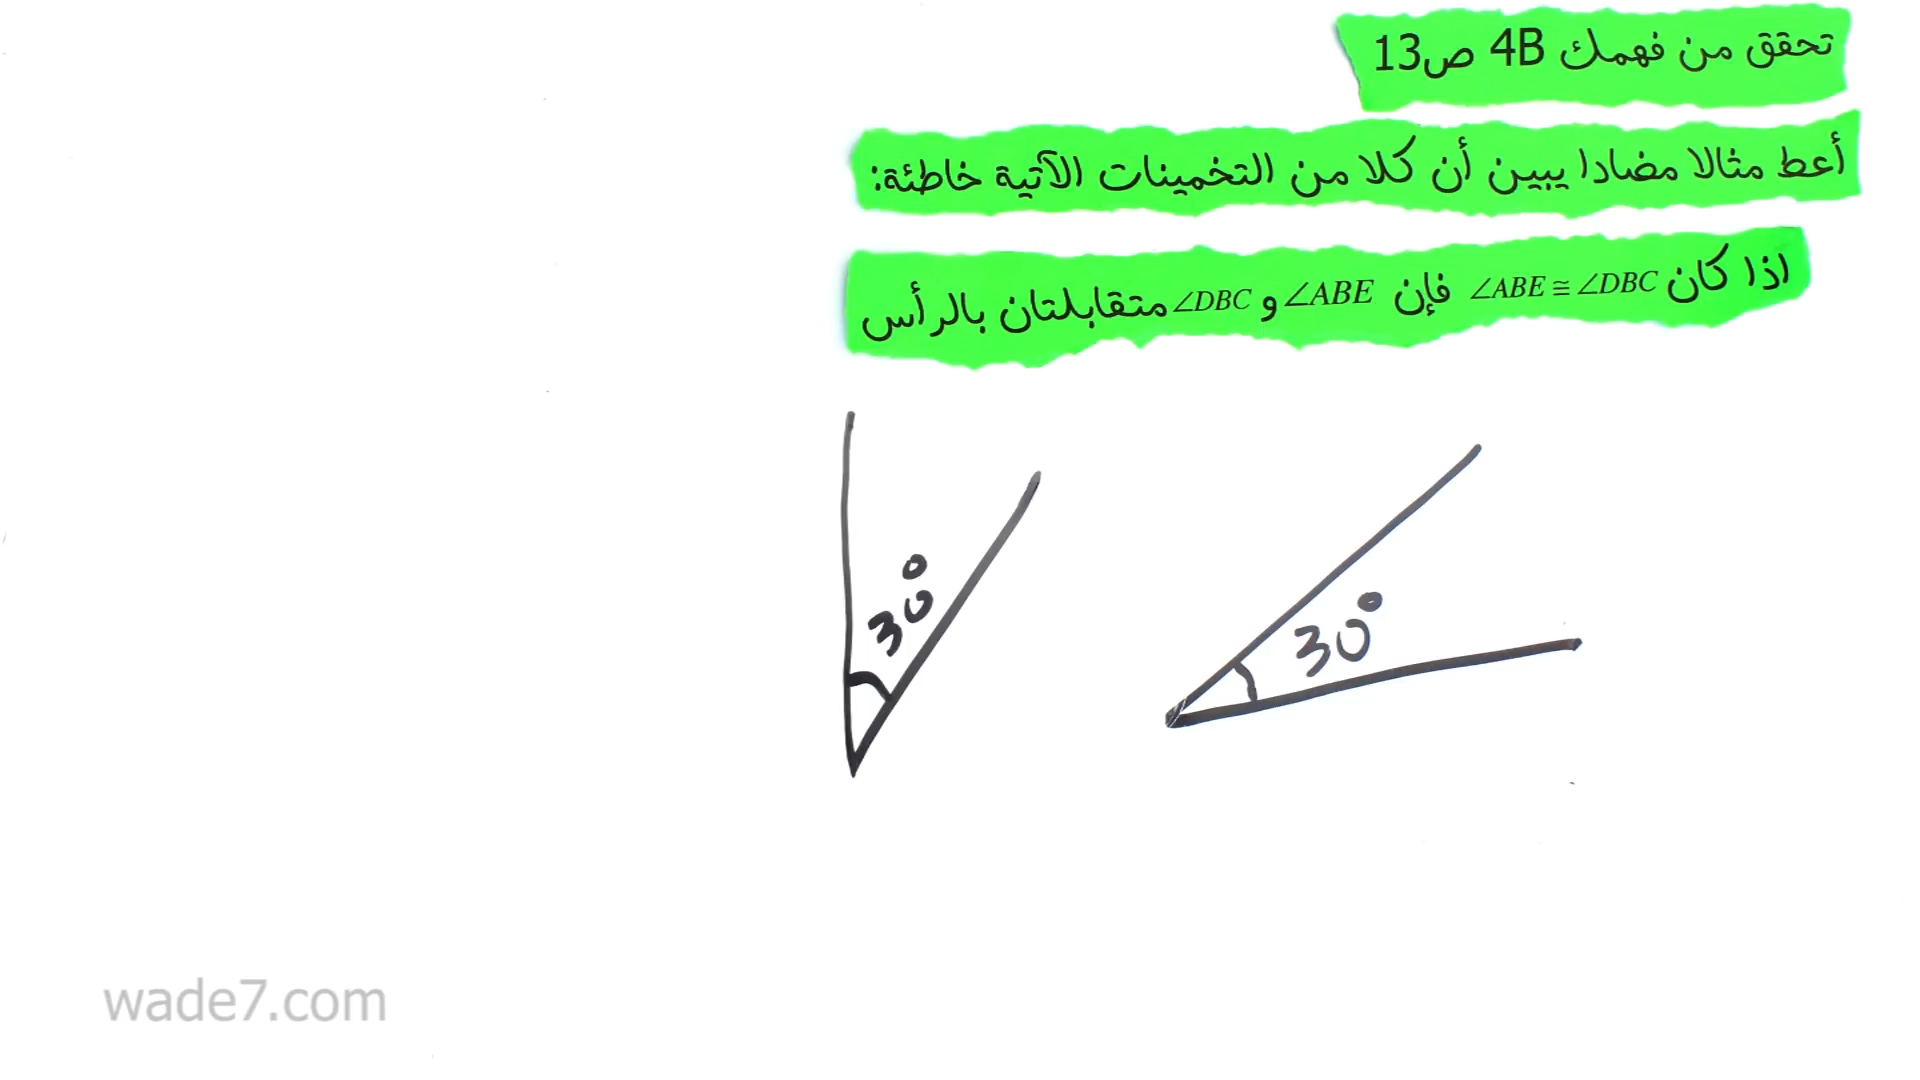 تحقق من فهمك 4B ص13
أعط مثالا مضادا يبين أن كلا من التخمينات الآتية خاطئة:
اذا كان ∠ABE ≅ ∠DBC فإن ∠ABE و ∠DBC متقابلتان بالرأس
30°
30°
wade7.com